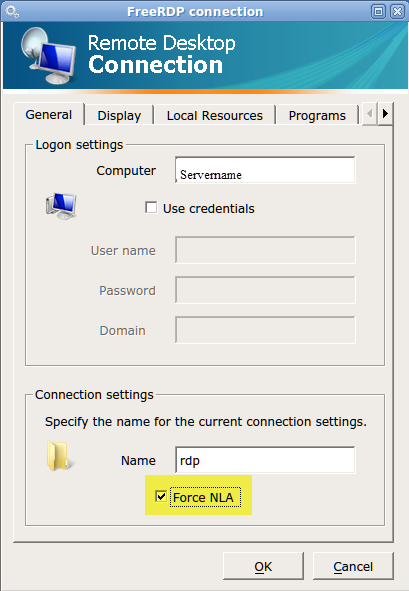 FreeRDP connection
Remote Desktop
Connection
General Display Local Resources Programs
Logon settings
Computer Servername
Use credentials
User name
Password
Domain
Connection settings
Specify the name for the current connection settings.
Name rdp
Force NLA
OK Cancel